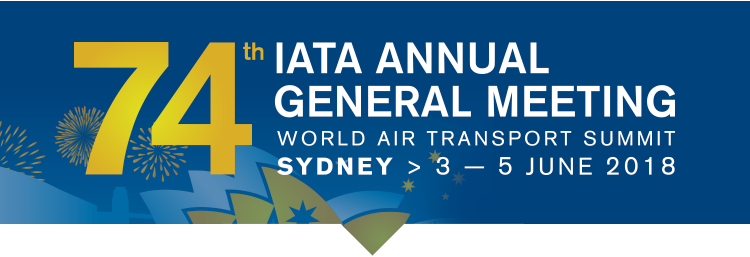 74th IATA ANNUAL
GENERAL MEETING
WORLD AIR TRANSPORT SUMMIT
SYDNEY > 3 — 5 JUNE 2018